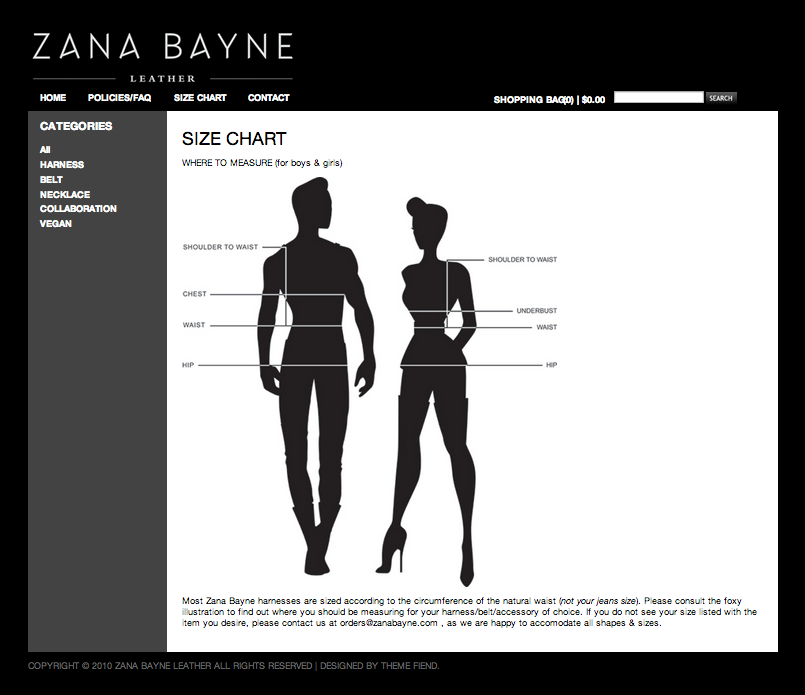 ZANA BAYNE
LEATHER
HOME POLICIES/FAQ SIZE CHART CONTACT SHOPPING BAG(0) | $0.00 SEARCH
CATEGORIES
All
HARNESS
BELT
NECKLACE
COLLABORATION
VEGAN
SIZE CHART
WHERE TO MEASURE (for boys & girls)
SHOULDER TO WAIST
SHOULDER TO WAIST
CHEST
UNDERBUST
WAIST
WAIST
HIP
HIP
Most Zana Bayne harnesses are sized according to the circumference of the natural waist (not your jeans size). Please consult the foxy
illustration to find out where you should be measuring for your harness/belt/accessory of choice. If you do not see your size listed with the
item you desire, please contact us at orders@zanabayne.com , as we are happy to accomodate all shapes & sizes.
COPYRIGHT © 2010 ZANA BAYNE LEATHER ALL RIGHTS RESERVED | DESIGNED BY THEME FIEND.